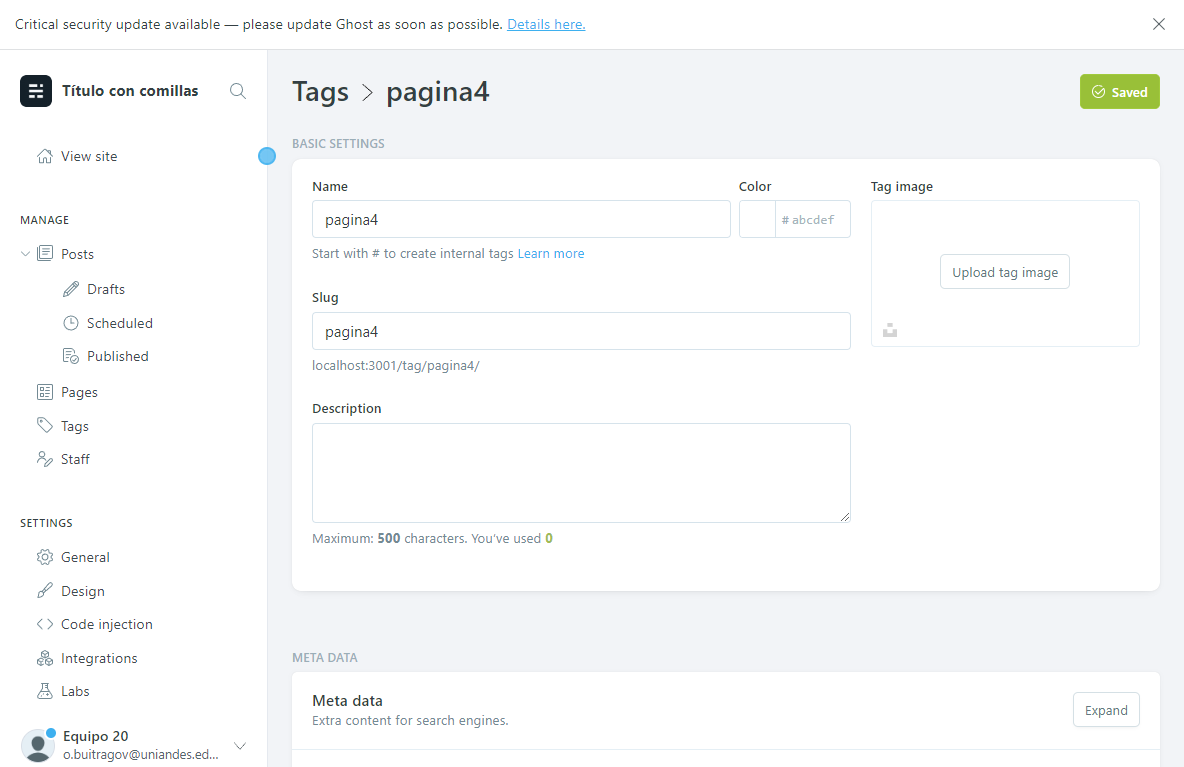 Critical security update available — please update Ghost as soon as possible. Details here.
Título con comillas
View site
MANAGE
Posts
Drafts
Scheduled
Published
Pages
Tags
Staff
SETTINGS
General
Design
Code injection
Integrations
Labs
Equipo 20
o.buitragov@uniandes.ed...
Tags > pagina4
Saved
BASIC SETTINGS
Name
pagina4
Start with # to create internal tags Learn more
Color
# abcdef
Slug
pagina4
localhost:3001/tag/pagina4/
Description
Maximum: 500 characters. You've used 0
Tag image
Upload tag image
META DATA
Meta data
Extra content for search engines.
Expand